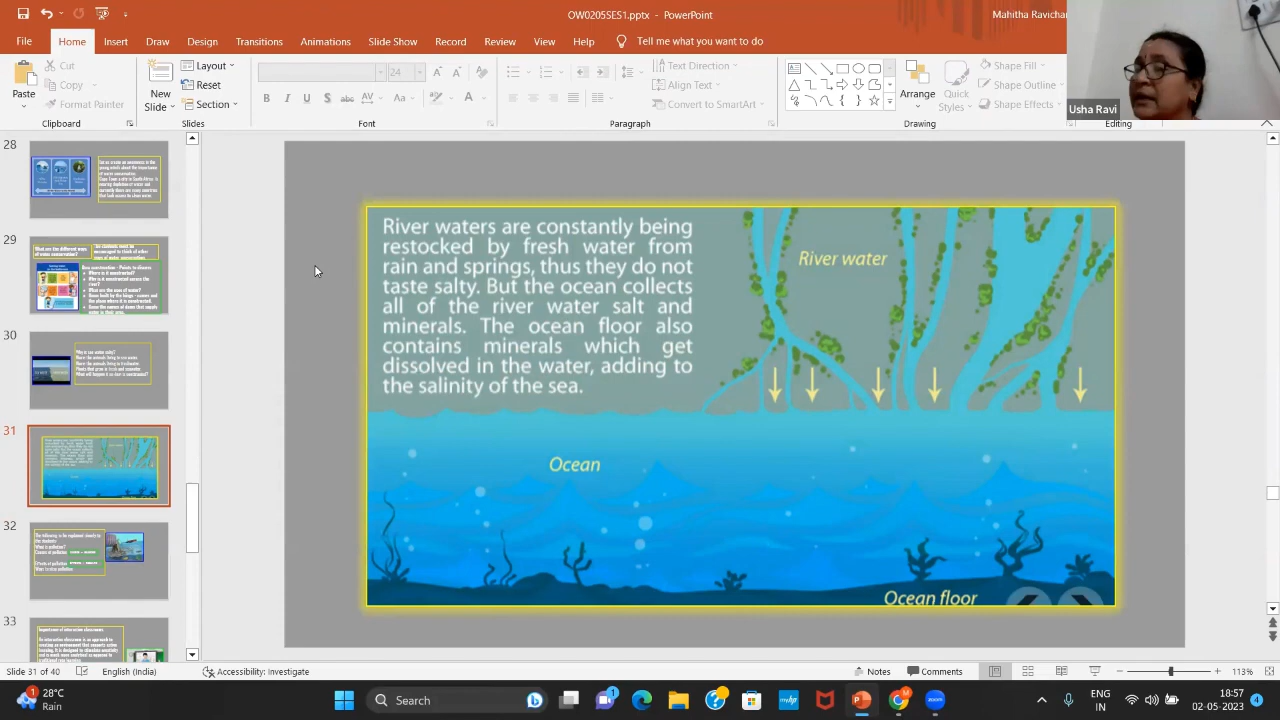 OW0205SES1.pptx - PowerPoint
Mahitha Ravichan
File Home Insert Draw Design Transitions Animations Slide Show Record Review View Help Tell me what you want to do
Paste
Cut
Copy
Format Painter
Clipboard
New Slide
Layout
Reset
Section
Slides
24
Font
Text Direction
Align Text
Convert to SmartArt
Paragraph
Arrange
Quick Styles
Shape Fill
Shape Outline
Shape Effects
Drawing
Editing
Usha Ravi
28
29
30
31
32
33
River waters are constantly being
restocked by fresh water from
rain and springs, thus they do not
taste salty. But the ocean collects
all of the river water salt and
minerals. The ocean floor also
contains minerals which get
dissolved in the water, adding to
the salinity of the sea.
River water
Ocean
Ocean floor
Slide 31 of 40
English (India)
Accessibility: Investigate
Notes
Comments
113%
28°C
Rain
Search
ENG
IN
18:57
02-05-2023